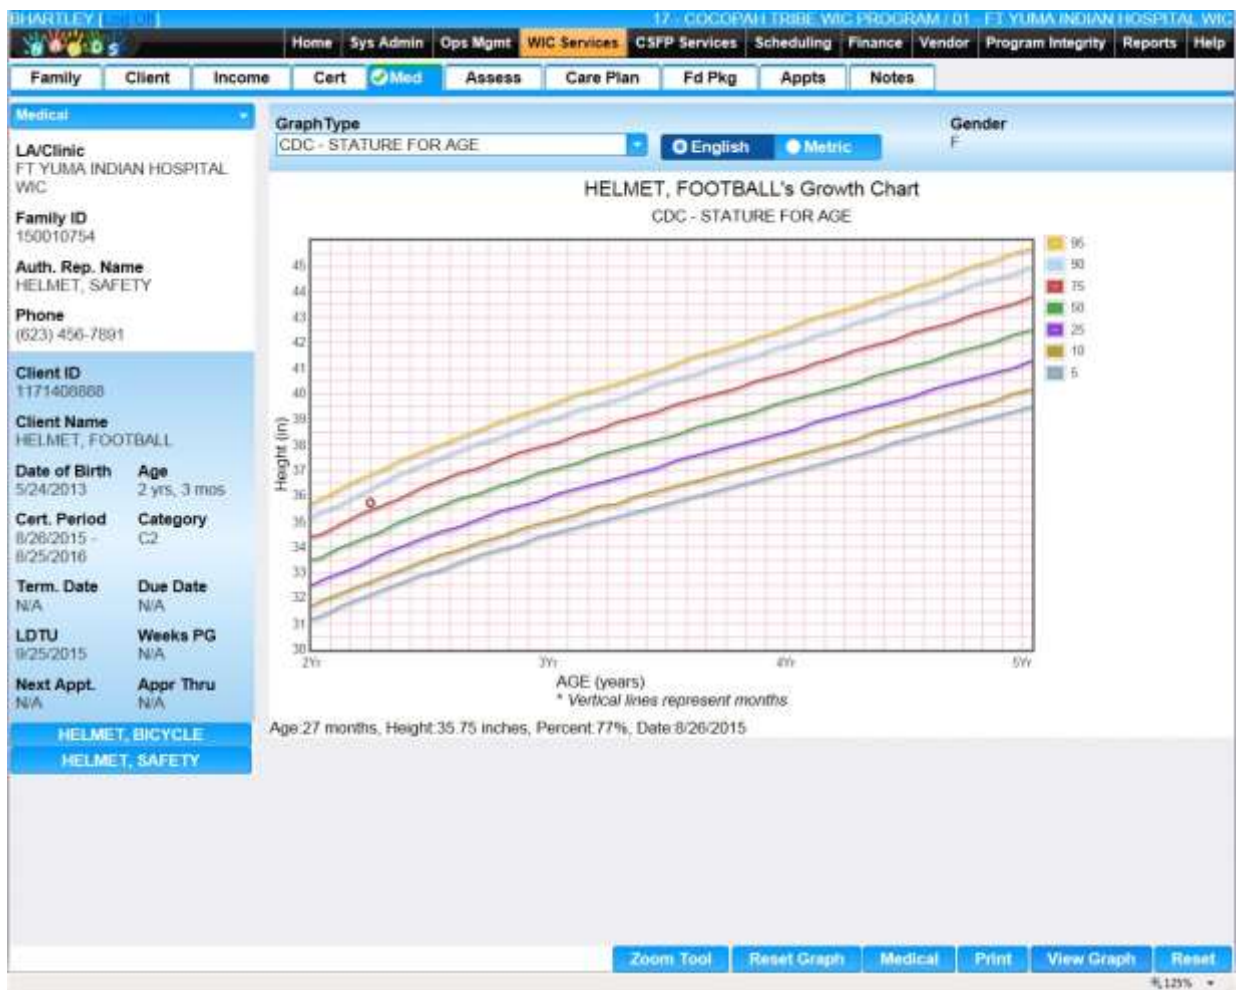 BHARTLEY [Log Off]
17 - COCOPAH TRIBE WIC PROGRAM / 01 - FT YUMA INDIAN HOSPITAL WIC
Home Sys Admin Ops Mgmt WIC Services CSFP Services Scheduling Finance Vendor Program Integrity Reports Help
Family Client Income Cert Med Assess Care Plan Fd Pkg Appts Notes
Medical
LA/Clinic
FT YUMA INDIAN HOSPITAL
WIC
Family ID
150010754
Auth. Rep. Name
HELMET, SAFETY
Phone
(623) 456-7891
Client ID
1171408888
Client Name
HELMET, FOOTBALL
Date of Birth Age
5/24/2013 2 yrs, 3 mos
Cert. Period Category
8/26/2015 - C2
8/25/2016
Term. Date Due Date
N/A N/A
LDTU Weeks PG
9/25/2015 N/A
Next Appt. Appr Thru
N/A N/A
HELMET, BICYCLE
HELMET, SAFETY
Graph Type
CDC - STATURE FOR AGE
English Metric
Gender
F
HELMET, FOOTBALL's Growth Chart
CDC - STATURE FOR AGE
Height (in)
45
44
43
42
41
40
39
38
37
36
35
34
33
32
31
30
2Yr 3Yr 4Yr 5Yr
AGE (years)
* Vertical lines represent months
95
90
75
50
25
10
5
Age:27 months, Height:35.75 inches, Percent:77%, Date:8/26/2015
Zoom Tool Reset Graph Medical Print View Graph Reset
125%